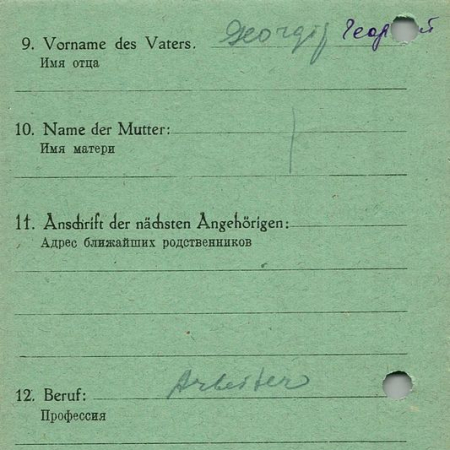 9. Vorname des Vaters. Georgij
Имя отца
10. Name der Mutter:
Имя матери
11. Anschrift der nächsten Angehörigen:
Адрес ближайших родственников
12. Beruf: Arbeiter
Профессия